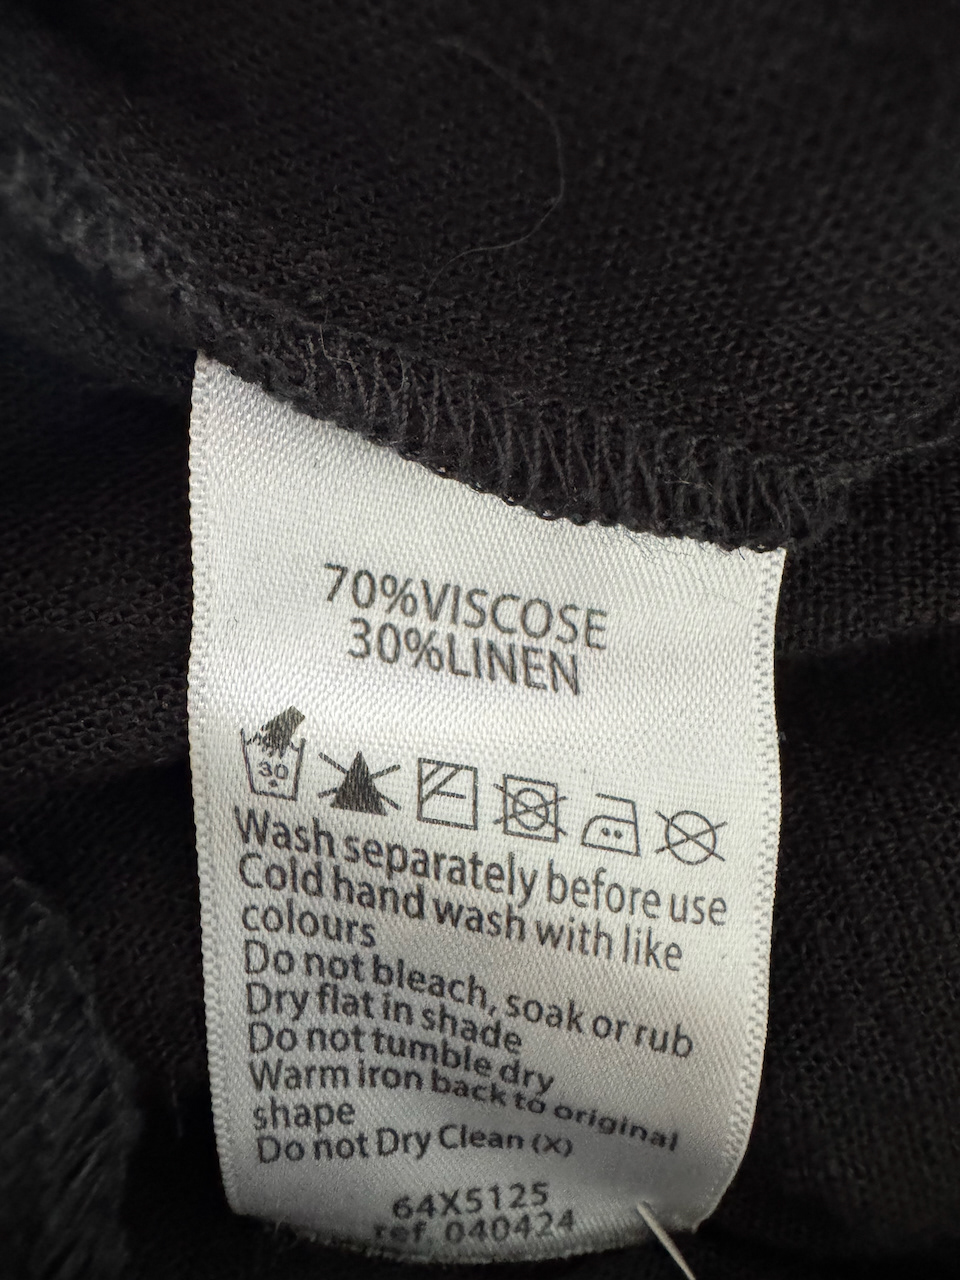 70%VISCOSE
30%LINEN
30
Wash separately before use
Cold hand wash with like
colours
Do not bleach, soak or rub
Dry flat in shade
Do not tumble dry
Warm iron back to original
shape
Do not Dry Clean (X)
64X5125
ref 040424